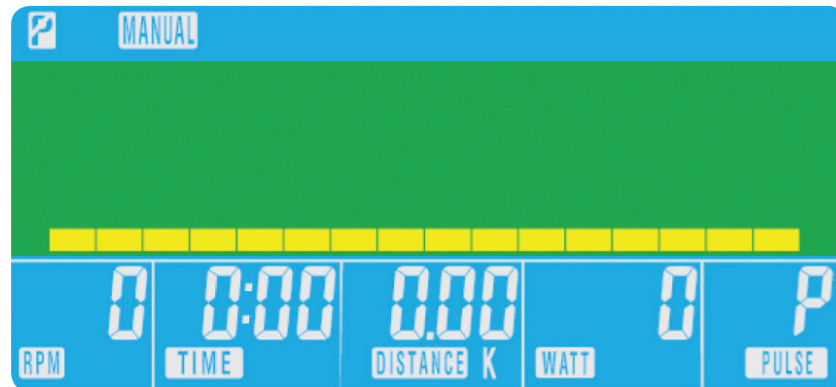 P MANUAL
0 0:00 0.00 0 P
RPM TIME DISTANCE K WATT PULSE